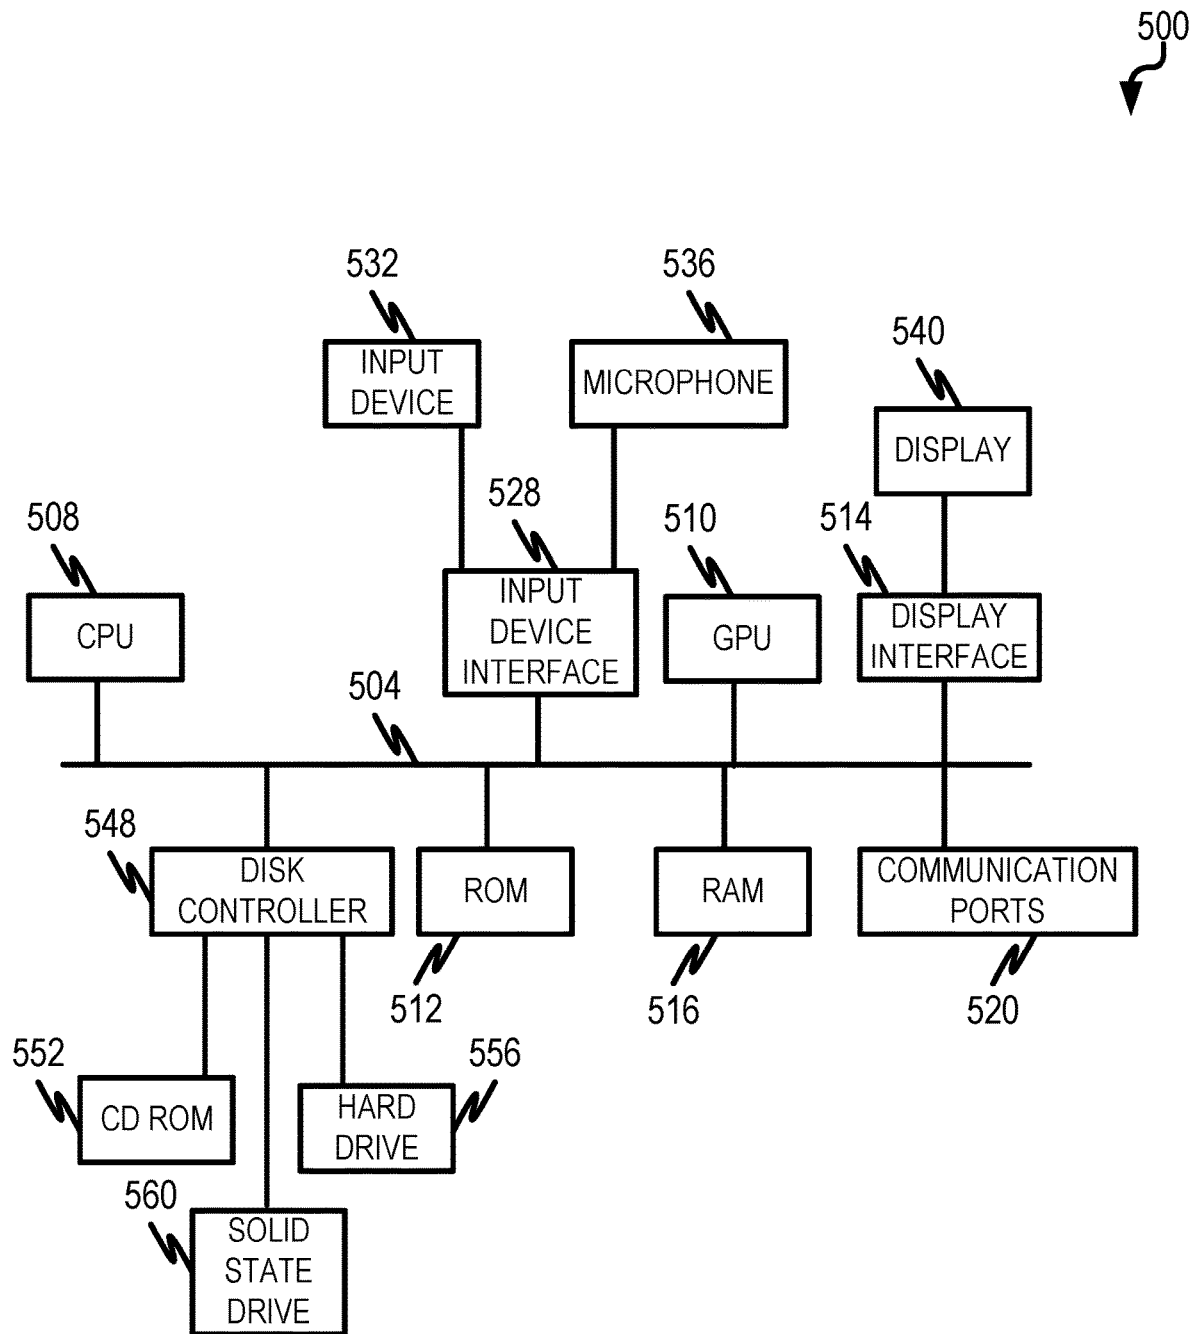 500
532
536
INPUT
DEVICE
MICROPHONE
540
DISPLAY
508
528
510
514
CPU
INPUT
DEVICE
INTERFACE
GPU
DISPLAY
INTERFACE
504
548
DISK
CONTROLLER
ROM
RAM
COMMUNICATION
PORTS
512
516
520
552
556
CD ROM
HARD
DRIVE
560
SOLID
STATE
DRIVE